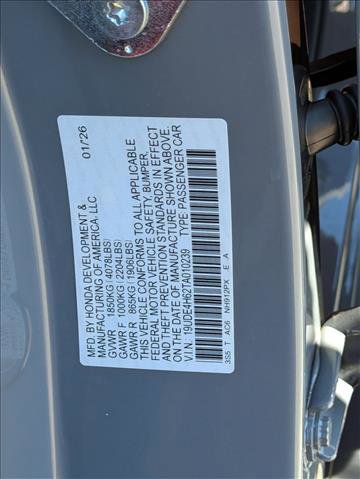 01/26
MFD. BY HONDA DEVELOPMENT &
MANUFACTURING OF AMERICA, LLC
GVWR 1850KG( 4078LBS)
GAWR F 1000KG (2204LBS)
GAWR R 865KG (1906LBS)
THIS VEHICLE CONFORMS TO ALL APPLICABLE
FEDERAL MOTOR VEHICLE SAFETY, BUMPER,
AND THEFT PREVENTION STANDARDS IN EFFECT
ON THE DATE OF MANUFACTURE SHOWN ABOVE.
V.I.N. 19UDE4H62TA010239 TYPE:PASSENGER CAR
3S5 T AC6 NH912PX E A